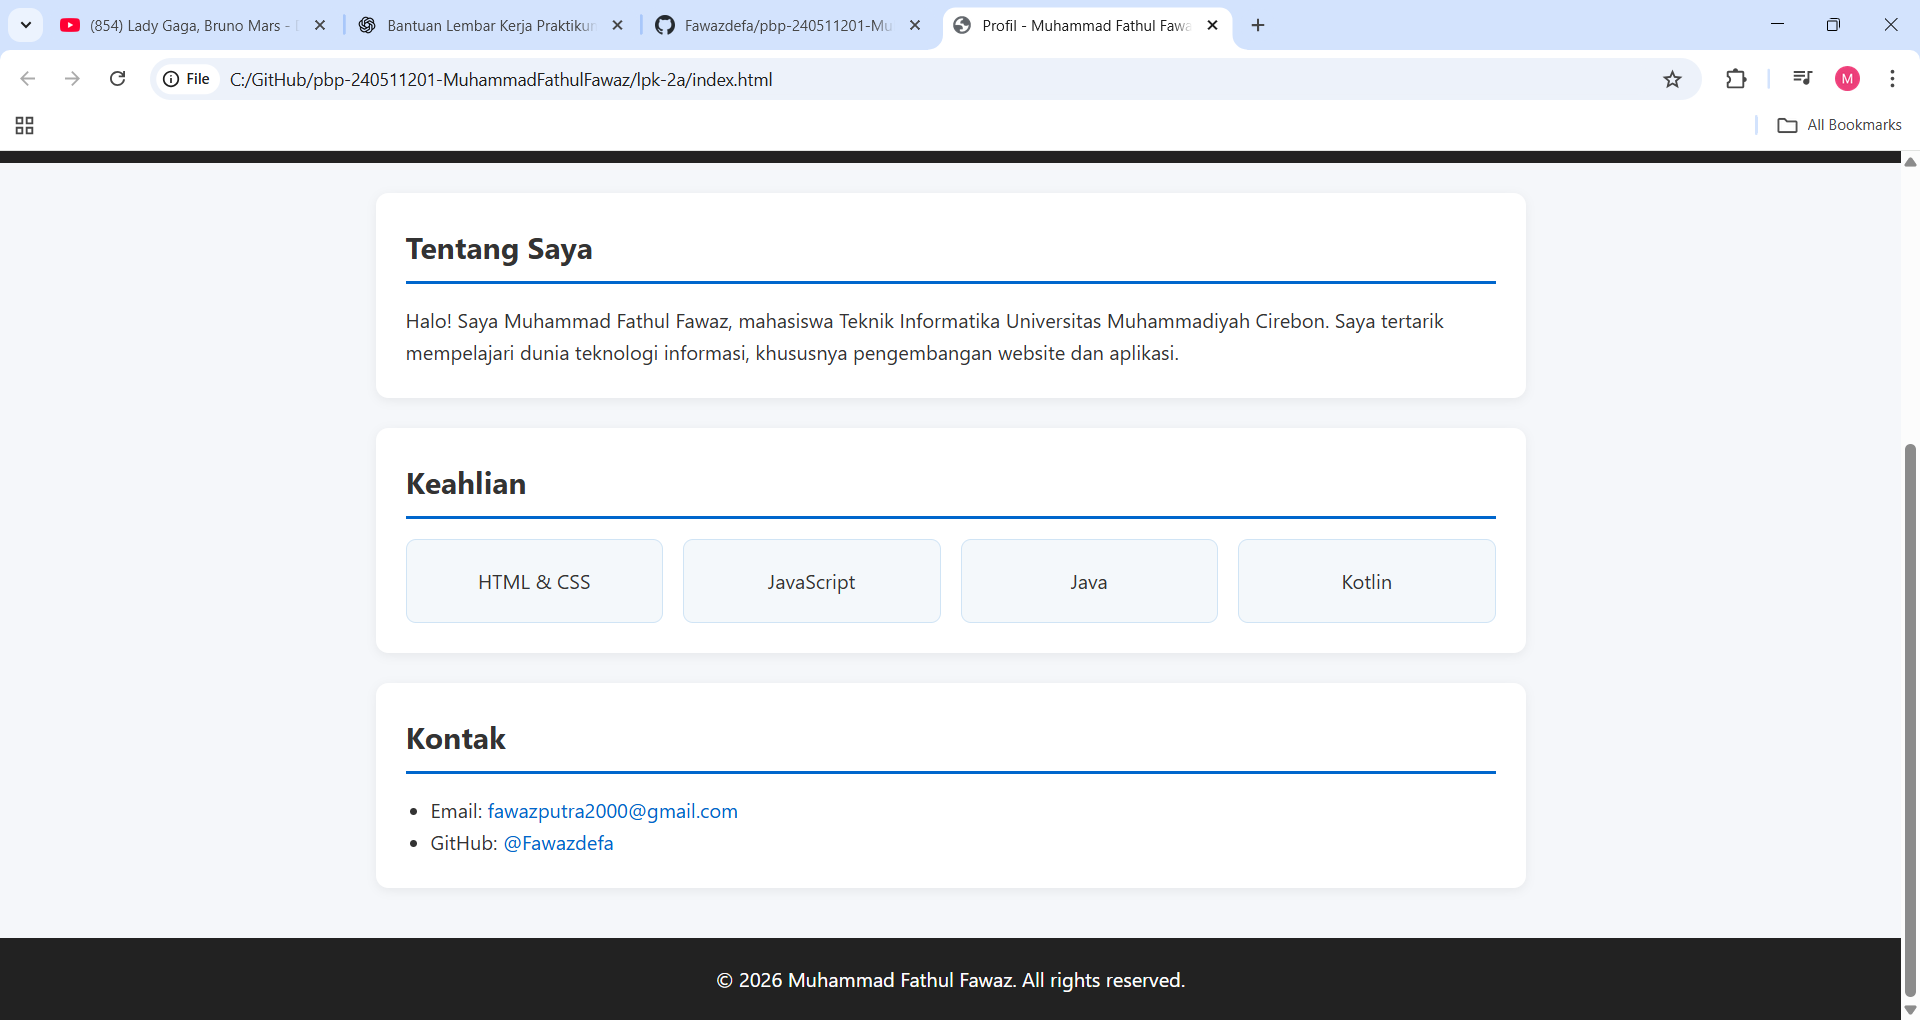 (854) Lady Gaga, Bruno Mars -
Bantuan Lembar Kerja Praktikum
Fawazdefa/pbp-240511201-Mu
Profil - Muhammad Fathul Fawa
File
C:/GitHub/pbp-240511201-MuhammadFathulFawaz/lpk-2a/index.html
M
All Bookmarks
Tentang Saya
Halo! Saya Muhammad Fathul Fawaz, mahasiswa Teknik Informatika Universitas Muhammadiyah Cirebon. Saya tertarik
mempelajari dunia teknologi informasi, khususnya pengembangan website dan aplikasi.
Keahlian
HTML & CSS
JavaScript
Java
Kotlin
Kontak
• Email: fawazputra2000@gmail.com
• GitHub: @Fawazdefa
© 2026 Muhammad Fathul Fawaz. All rights reserved.